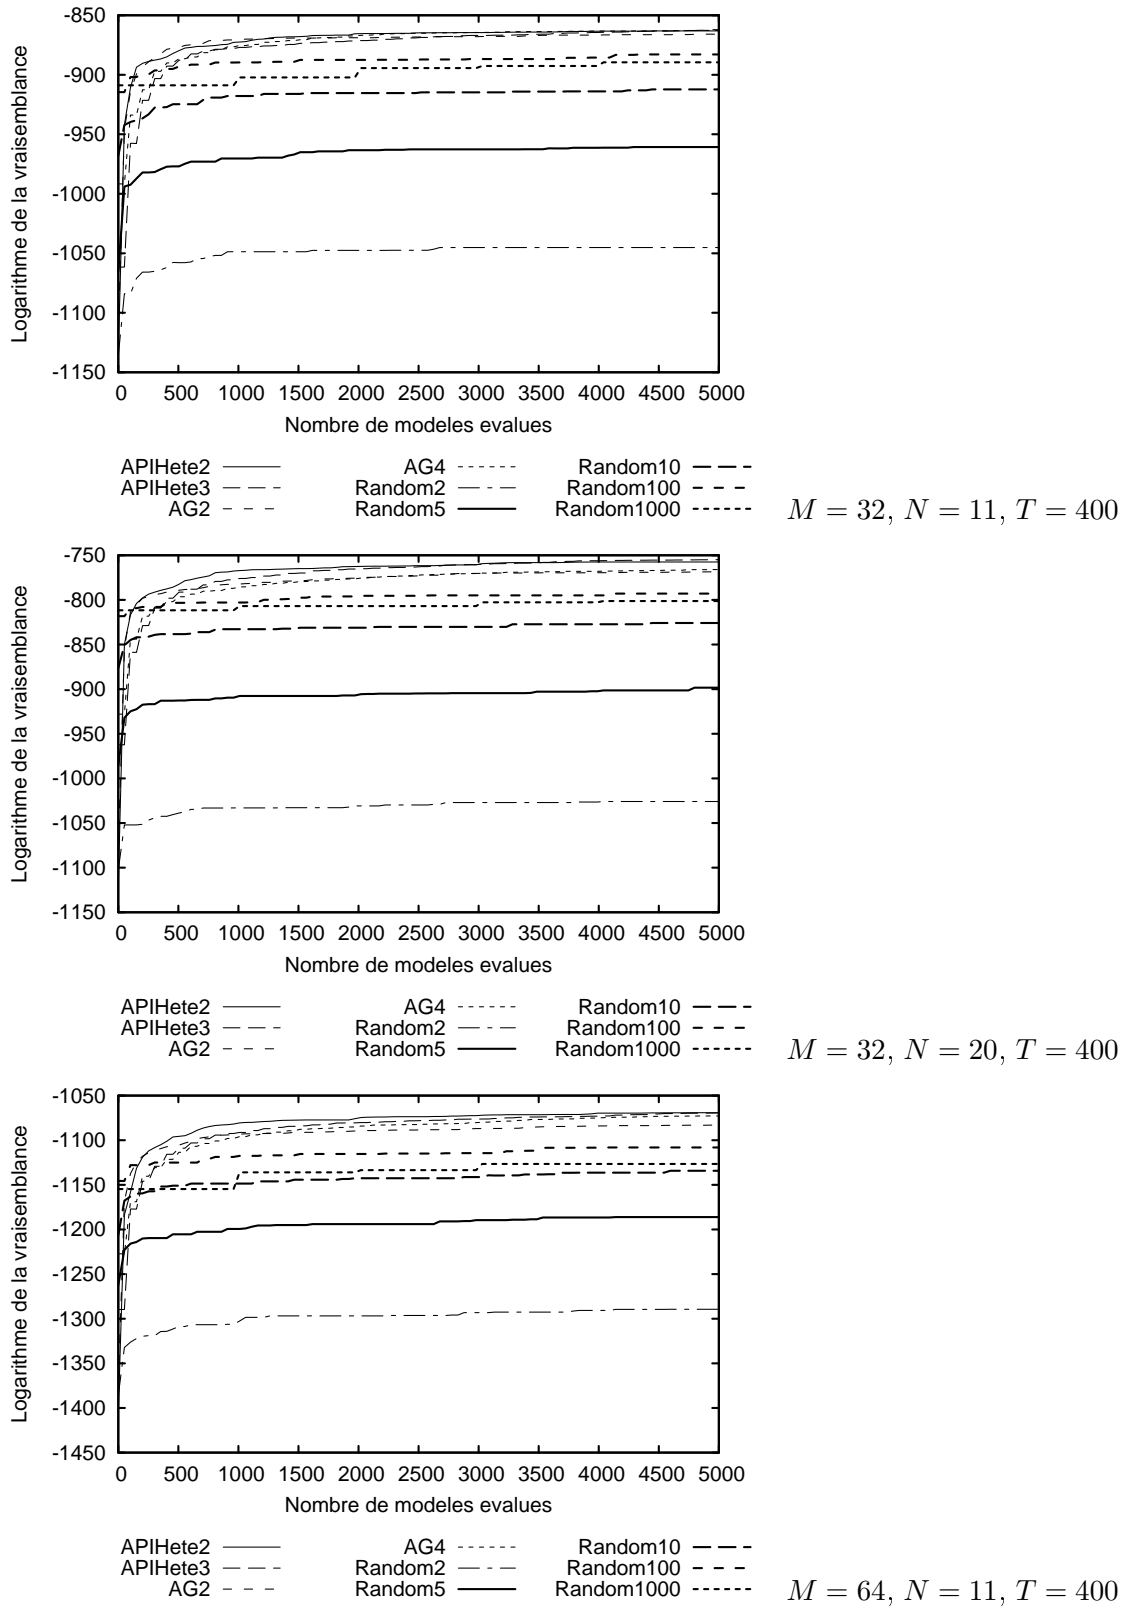 -850
-900
-950
-1000
-1050
-1100
-1150
Logarithme de la vraisemblance
0 500 1000 1500 2000 2500 3000 3500 4000 4500 5000
Nombre de modeles evalues
APIHete2 AG4 Random10
APIHete3 Random2 Random100
AG2 Random5 Random1000
M = 32, N = 11, T = 400
-750
-800
-850
-900
-950
-1000
-1050
-1100
-1150
Logarithme de la vraisemblance
0 500 1000 1500 2000 2500 3000 3500 4000 4500 5000
Nombre de modeles evalues
APIHete2 AG4 Random10
APIHete3 Random2 Random100
AG2 Random5 Random1000
M = 32, N = 20, T = 400
-1050
-1100
-1150
-1200
-1250
-1300
-1350
-1400
-1450
Logarithme de la vraisemblance
0 500 1000 1500 2000 2500 3000 3500 4000 4500 5000
Nombre de modeles evalues
APIHete2 AG4 Random10
APIHete3 Random2 Random100
AG2 Random5 Random1000
M = 64, N = 11, T = 400